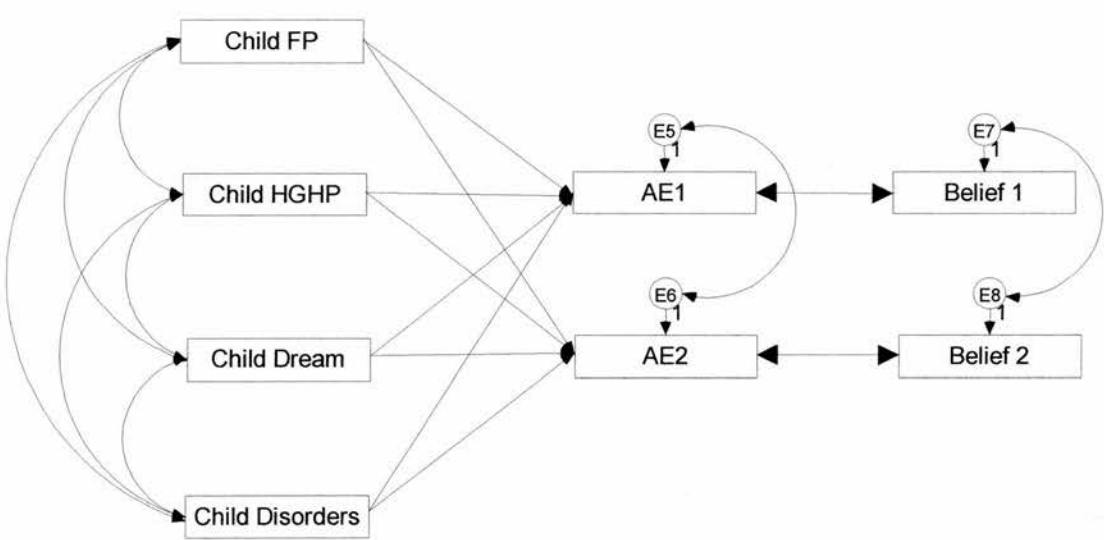 Child FP
E5
1
E7
1
Child HGHP
AE1
Belief 1
E6
1
E8
1
Child Dream
AE2
Belief 2
Child Disorders